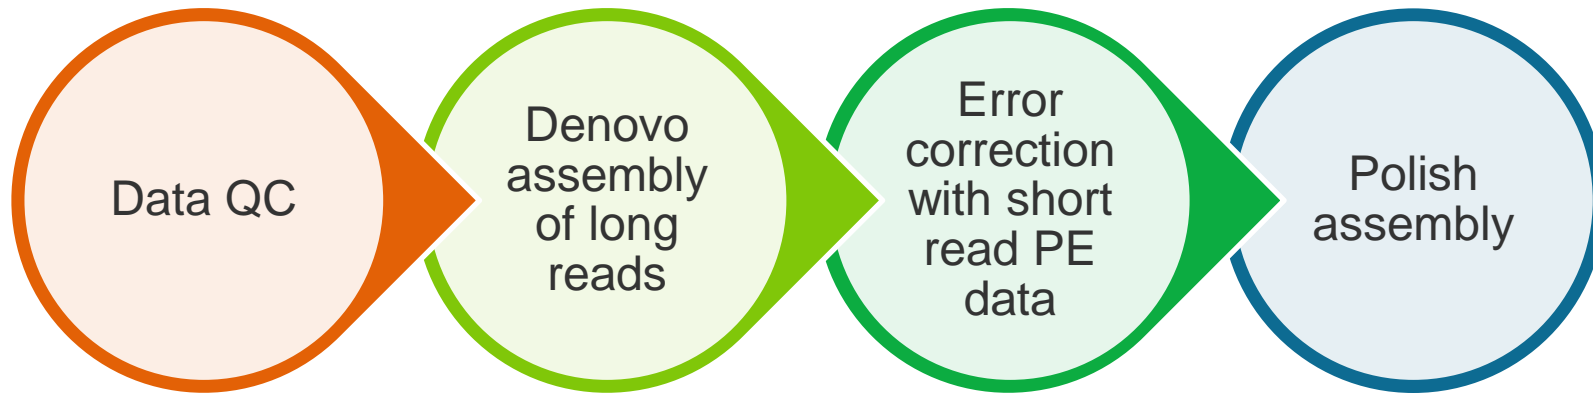 Data QC
Denovo
assembly
of long
reads
Error
correction
with short
read PE
data
Polish
assembly